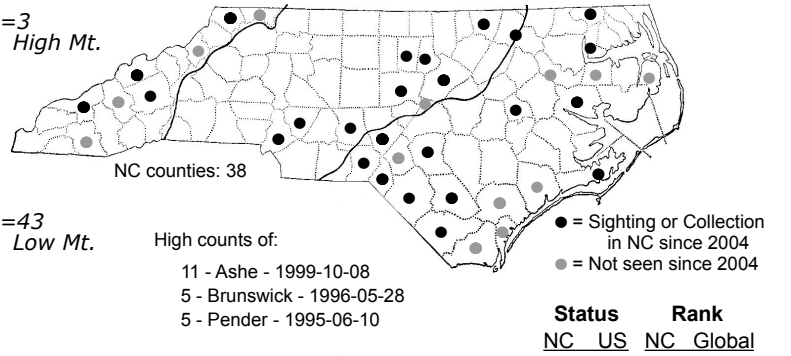 =3
High Mt.
NC counties: 38
=43
Low Mt.
High counts of:
11 - Ashe - 1999-10-08
5 - Brunswick - 1996-05-28
5 - Pender - 1995-06-10
= Sighting or Collection
in NC since 2004
= Not seen since 2004
Status Rank
NC US NC Global